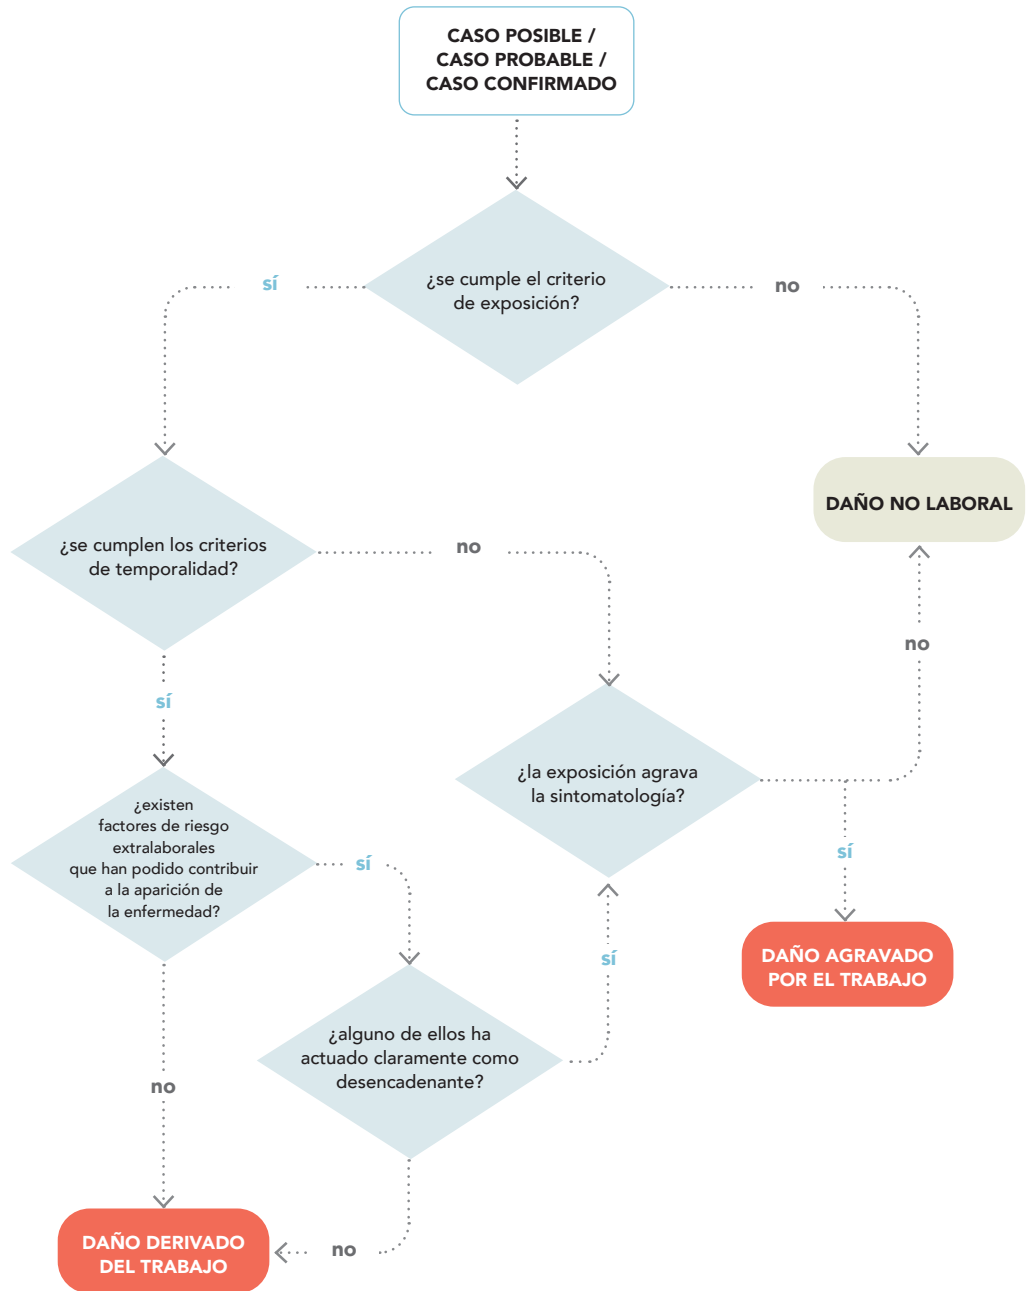 CASO POSIBLE /
CASO PROBABLE /
CASO CONFIRMADO
¿se cumple el criterio
de exposición?
sí
no
DAÑO NO LABORAL
¿se cumplen los criterios
de temporalidad?
no
no
sí
¿la exposición agrava
la sintomatología?
¿existen
factores de riesgo
extralaborales
que han podido contribuir
a la aparición de
la enfermedad?
sí
sí
DAÑO AGRAVADO
POR EL TRABAJO
sí
¿alguno de ellos ha
actuado claramente como
desencadenante?
no
DAÑO DERIVADO
DEL TRABAJO
no